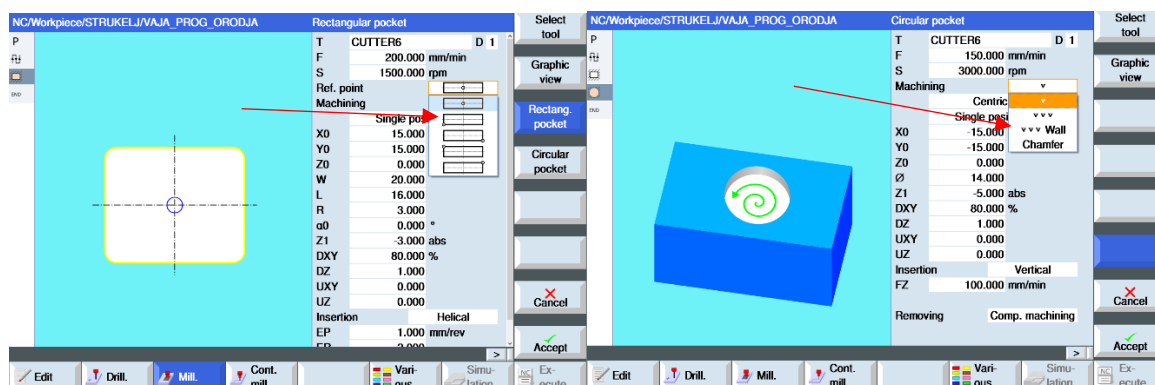 NC/Workpiece/STRUKELJ/VAJA_PROG_ORODJA
Rectangular pocket
Select tool
P
END
T CUTTER6 D 1
F 200.000 mm/min
S 1500.000 rpm
Ref. point
Machining
Single pos
X0 15.000
Y0 15.000
Z0 0.000
W 20.000
L 16.000
R 3.000
α0 0.000 °
Z1 -3.000 abs
DXY 80.000 %
DZ 1.000
UXY 0.000
UZ 0.000
Insertion Helical
EP 1.000 mm/rev
Graphic view
Rectang. pocket
Circular pocket
Cancel
Accept
>
Edit
Drill.
Mill.
Cont. mill.
Vari- ous
Simu- lation
NC Ex- ecute
NC/Workpiece/STRUKELJ/VAJA_PROG_ORODJA
Circular pocket
Select tool
P
END
T CUTTER6 D 1
F 150.000 mm/min
S 3000.000 rpm
Machining ▿
Centric ▿
Single posi ▿▿▿
▿▿▿ Wall
Chamfer
X0 -15.000
Y0 -15.000
Z0 0.000
Ø 14.000
Z1 -5.000 abs
DXY 80.000 %
DZ 1.000
UXY 0.000
UZ 0.000
Insertion Vertical
FZ 100.000 mm/min
Removing Comp. machining
Graphic view
Cancel
Accept
>
Edit
Drill.
Mill.
Cont. mill.
Vari- ous
Simu- lation
NC Ex- ecute